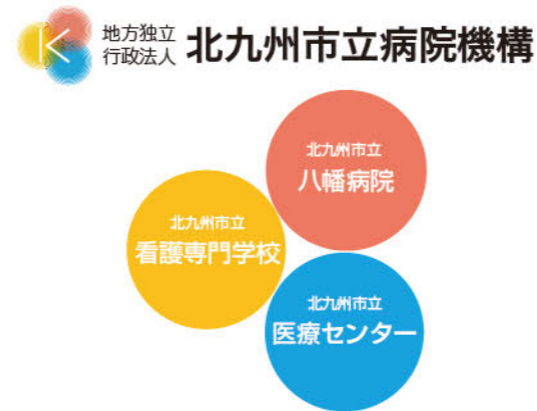 地方独立
行政法人
北九州市立病院機構
北九州市立
八幡病院
北九州市立
看護専門学校
北九州市立
医療センター